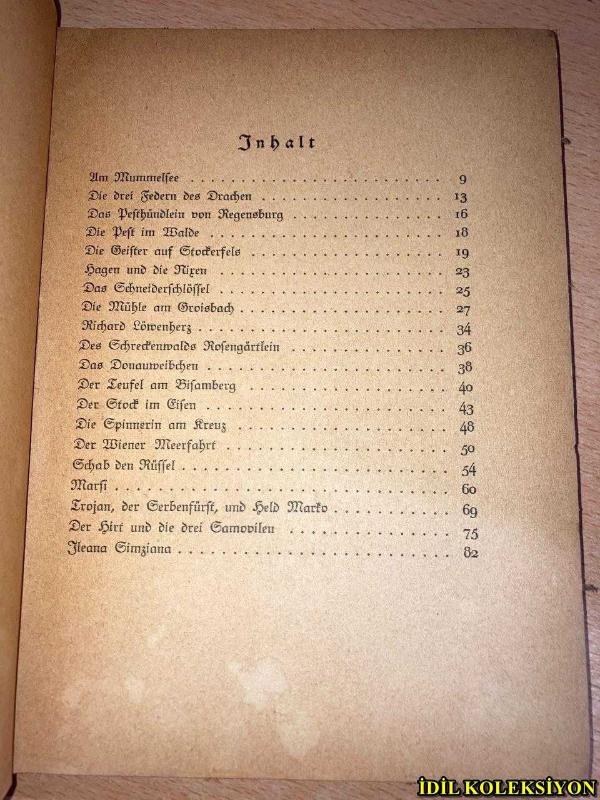 Inhalt
Am Mummelsee . . . . . . . . . . . . . . . . . . . . . . . 9
Die drei Federn des Drachen . . . . . . . . . . . . . . . . 13
Das Pesthündlein von Regensburg . . . . . . . . . . . . . 16
Die Pest im Walde . . . . . . . . . . . . . . . . . . . . 18
Die Geister auf Stockerfels . . . . . . . . . . . . . . . . . 19
Hagen und die Nixen . . . . . . . . . . . . . . . . . . . 23
Das Schneiderschlössel . . . . . . . . . . . . . . . . . . . 25
Die Mühle am Groisbach . . . . . . . . . . . . . . . . . . 27
Richard Löwenherz . . . . . . . . . . . . . . . . . . . . . 34
Des Schreckenwalds Rosengärtlein . . . . . . . . . . . . . 36
Das Donauweibchen . . . . . . . . . . . . . . . . . . . . 38
Der Teufel am Bisamberg . . . . . . . . . . . . . . . . . 40
Der Stock im Eisen . . . . . . . . . . . . . . . . . . . . 43
Die Spinnerin am Kreuz . . . . . . . . . . . . . . . . . . 48
Der Wiener Meerfahrt . . . . . . . . . . . . . . . . . . . 50
Schab den Rüssel . . . . . . . . . . . . . . . . . . . . . . 54
Marsi . . . . . . . . . . . . . . . . . . . . . . . . . . . 60
Trojan, der Serbenfürst, und Held Marko . . . . . . . . . . 69
Der Hirt und die drei Samovilen . . . . . . . . . . . . . 75
Ileana Simziana . . . . . . . . . . . . . . . . . . . . . . 82
İDİL KOLEKSİYON